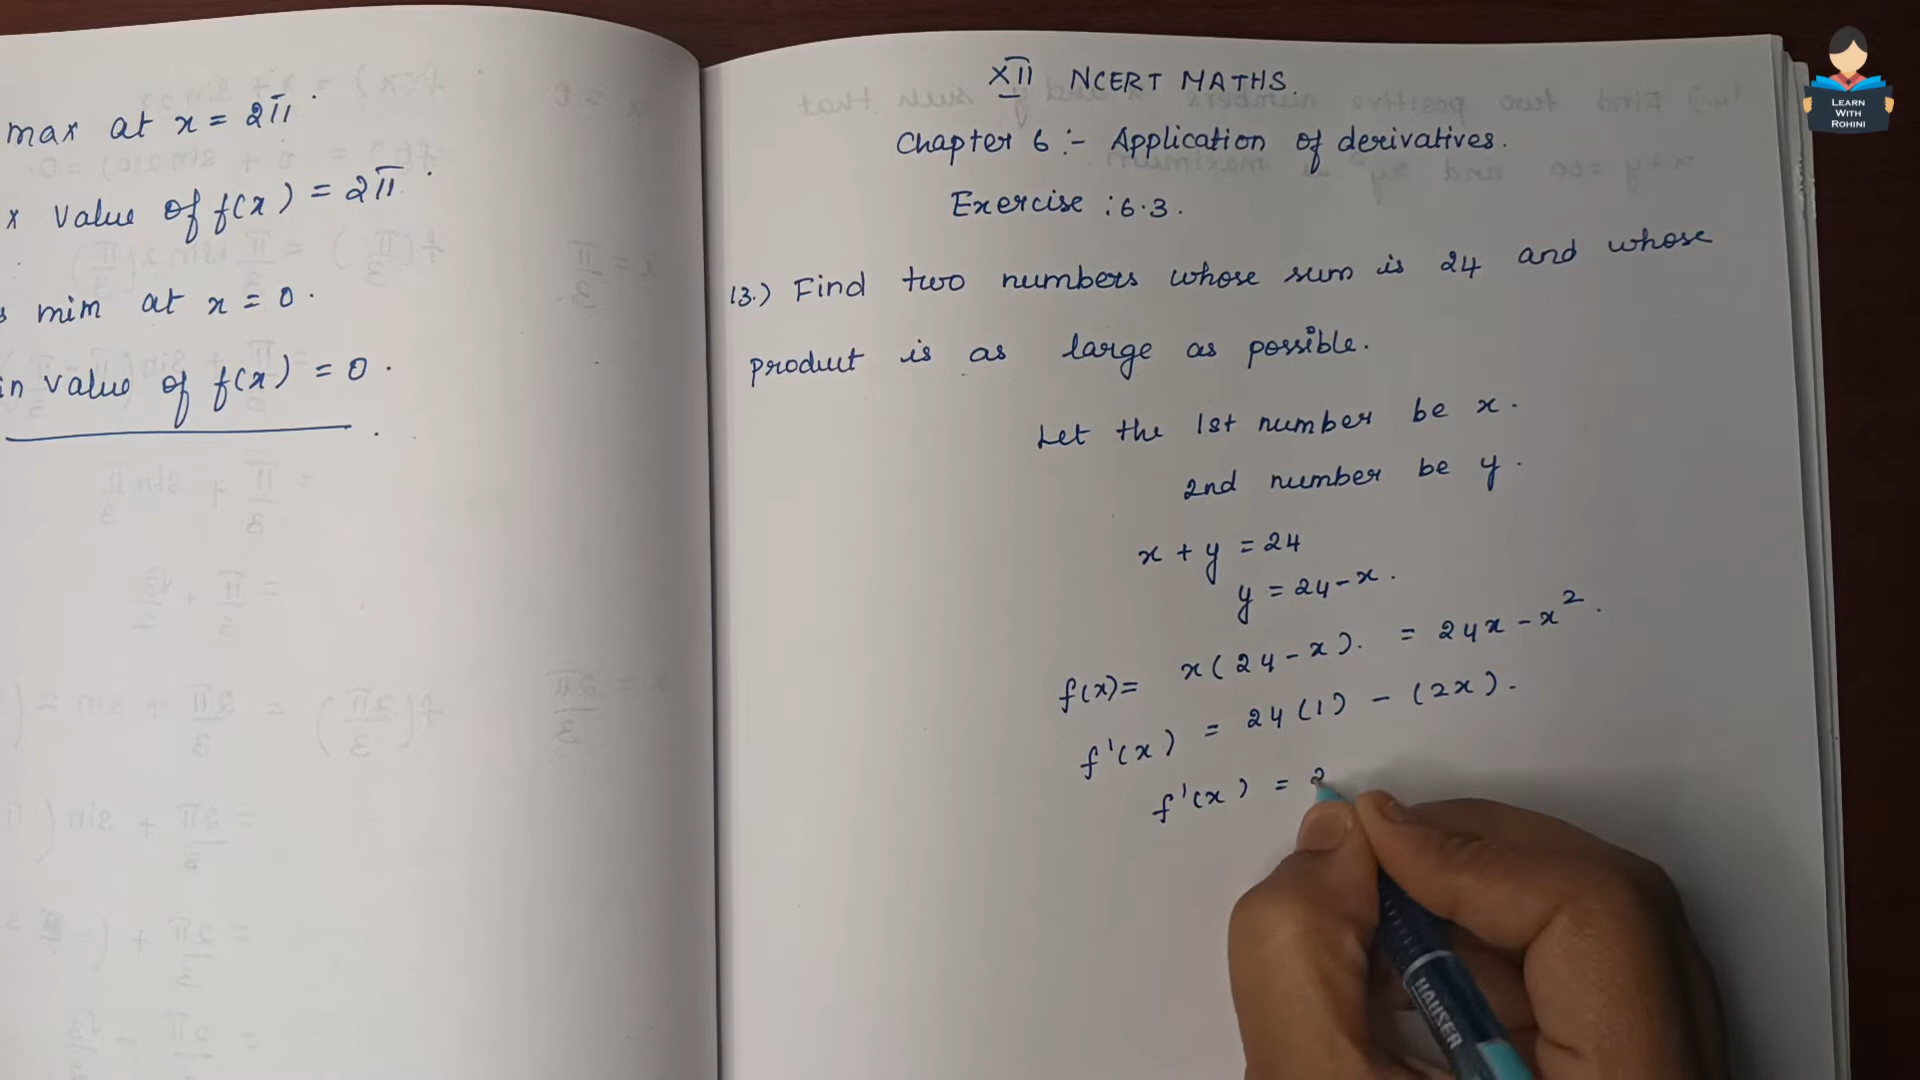 max at x = 2π.
x value of f(x) = 2π.
s mim at x = 0.
in value of f(x) = 0.
XII NCERT MATHS.
Chapter 6 :- Application of derivatives.
Exercise : 6.3.
13.) Find two numbers whose sum is 24 and whose
product is as large as possible.
Let the 1st number be x.
2nd number be y.
x + y = 24
y = 24 - x.
f(x) = x(24 - x). = 24x - x².
f'(x) = 24(1) - (2x).
f'(x) = 2
HAUSER
LEARN
WITH
ROHINI